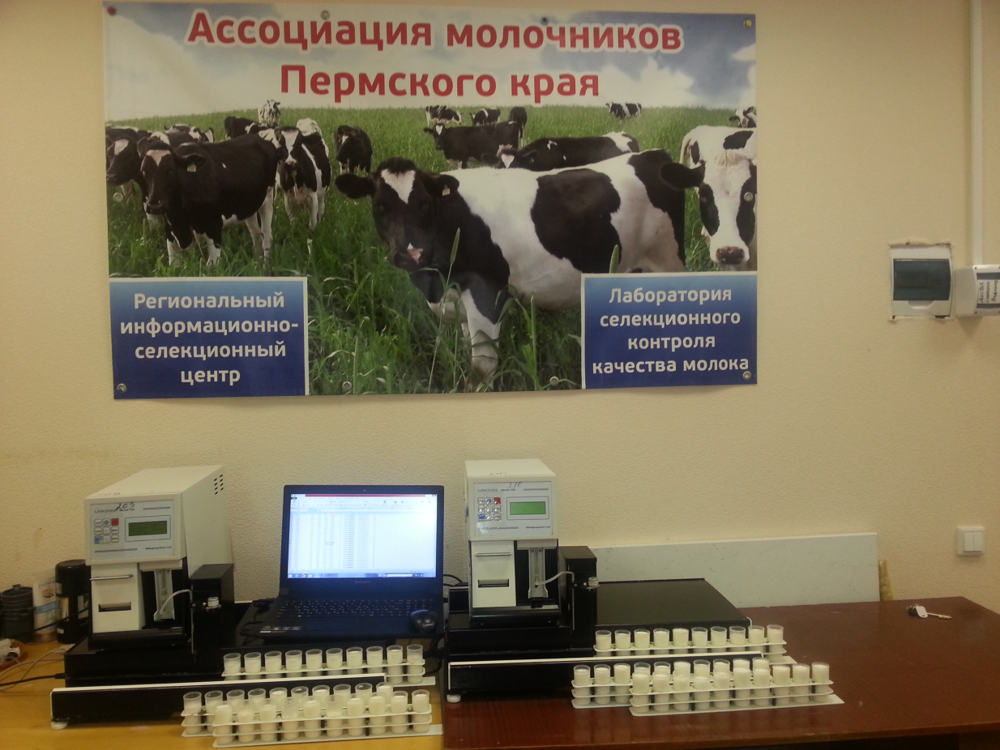 Ассоциация молочников
Пермского края
Региональный
информационно-
селекционный
центр
Лаборатория
селекционного
контроля
качества молока